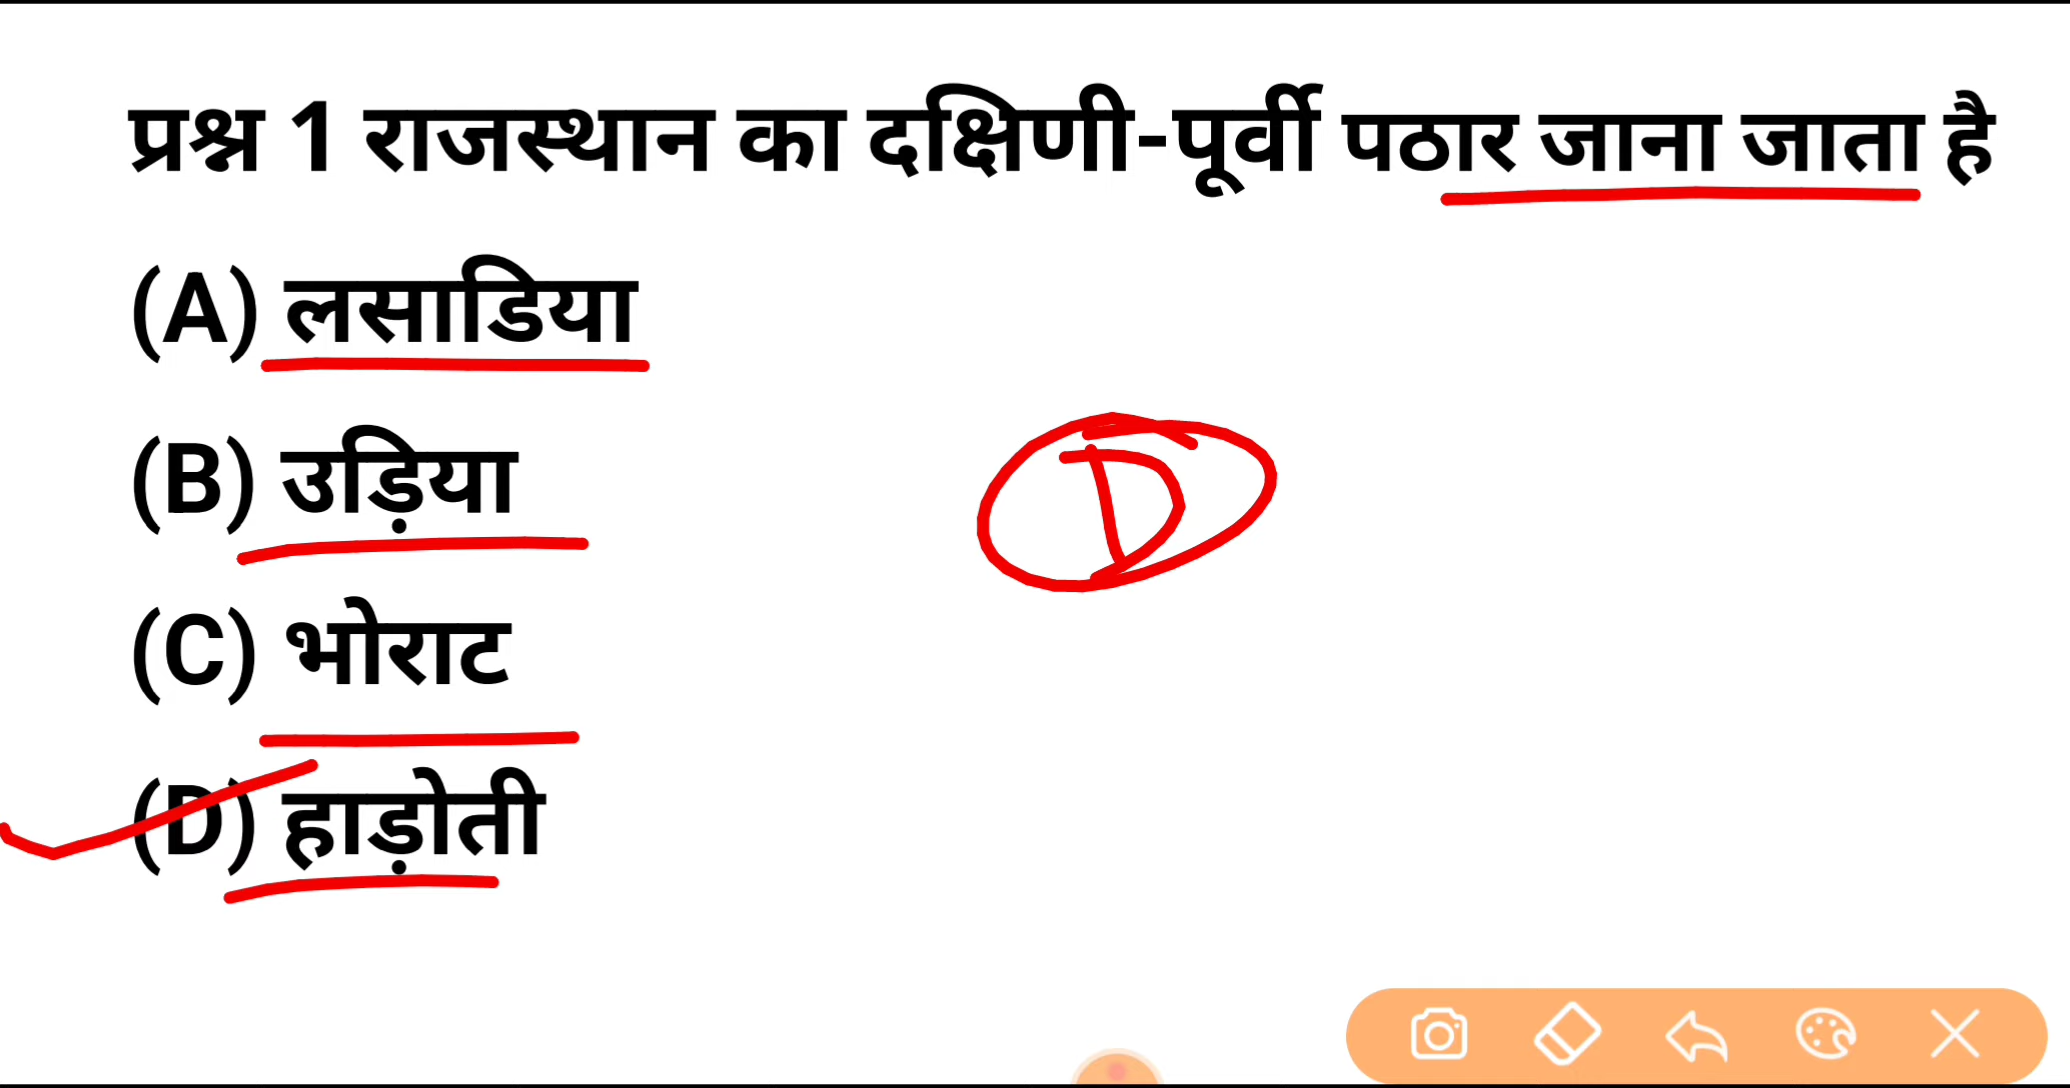 प्रश्न 1 राजस्थान का दक्षिणी-पूर्वी पठार जाना जाता है
(A) लसाडिया
(B) उड़िया
D
(C) भोराट
(D) हाड़ोती